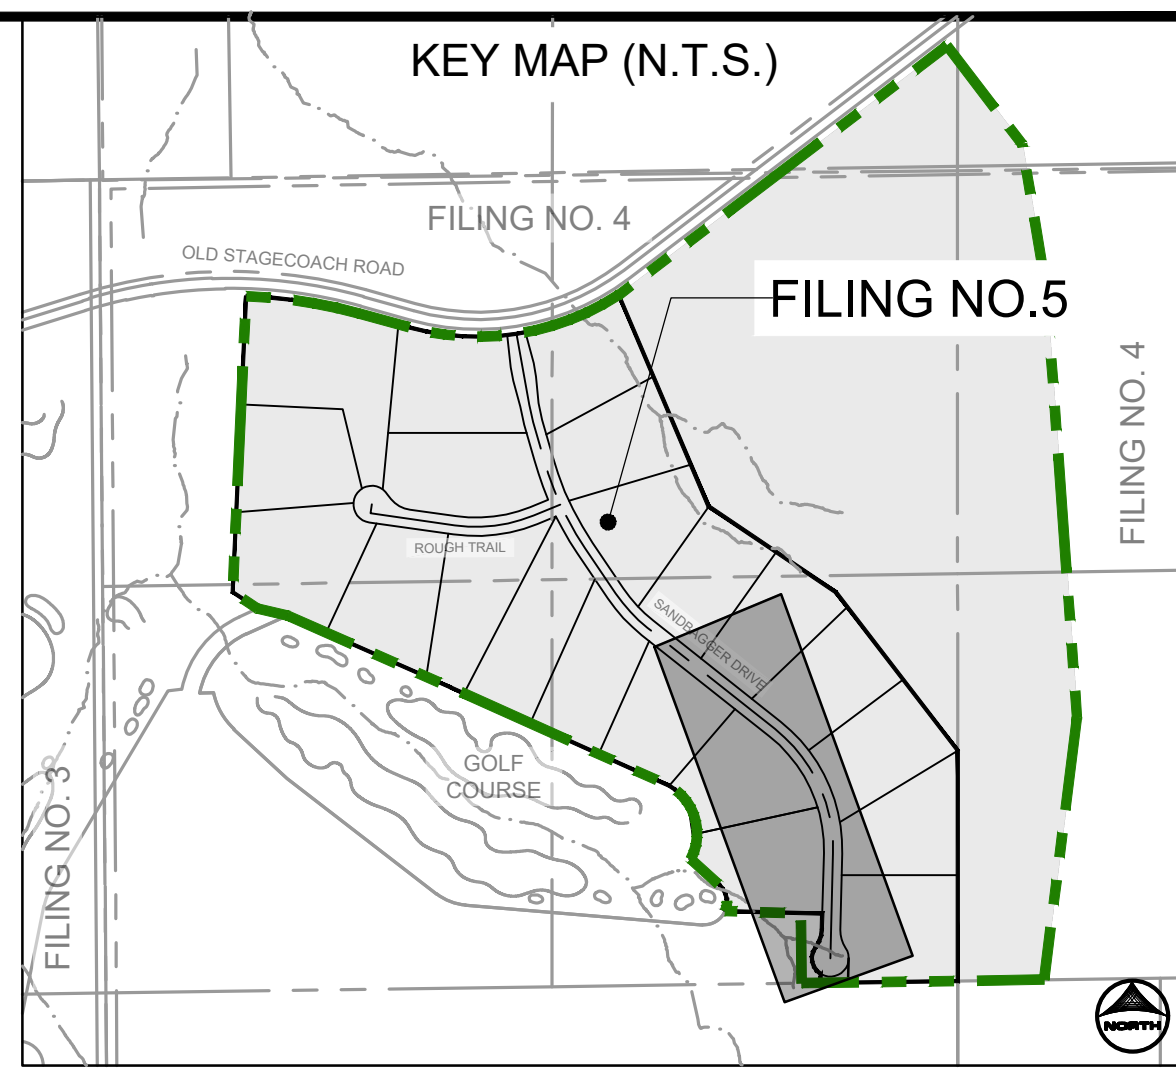 KEY MAP (N.T.S.)
FILING NO. 4
OLD STAGECOACH ROAD
FILING NO.5
FILING NO. 4
ROUGH TRAIL
SANDBAGGER DRIVE
GOLF
COURSE
FILING NO. 3
NORTH